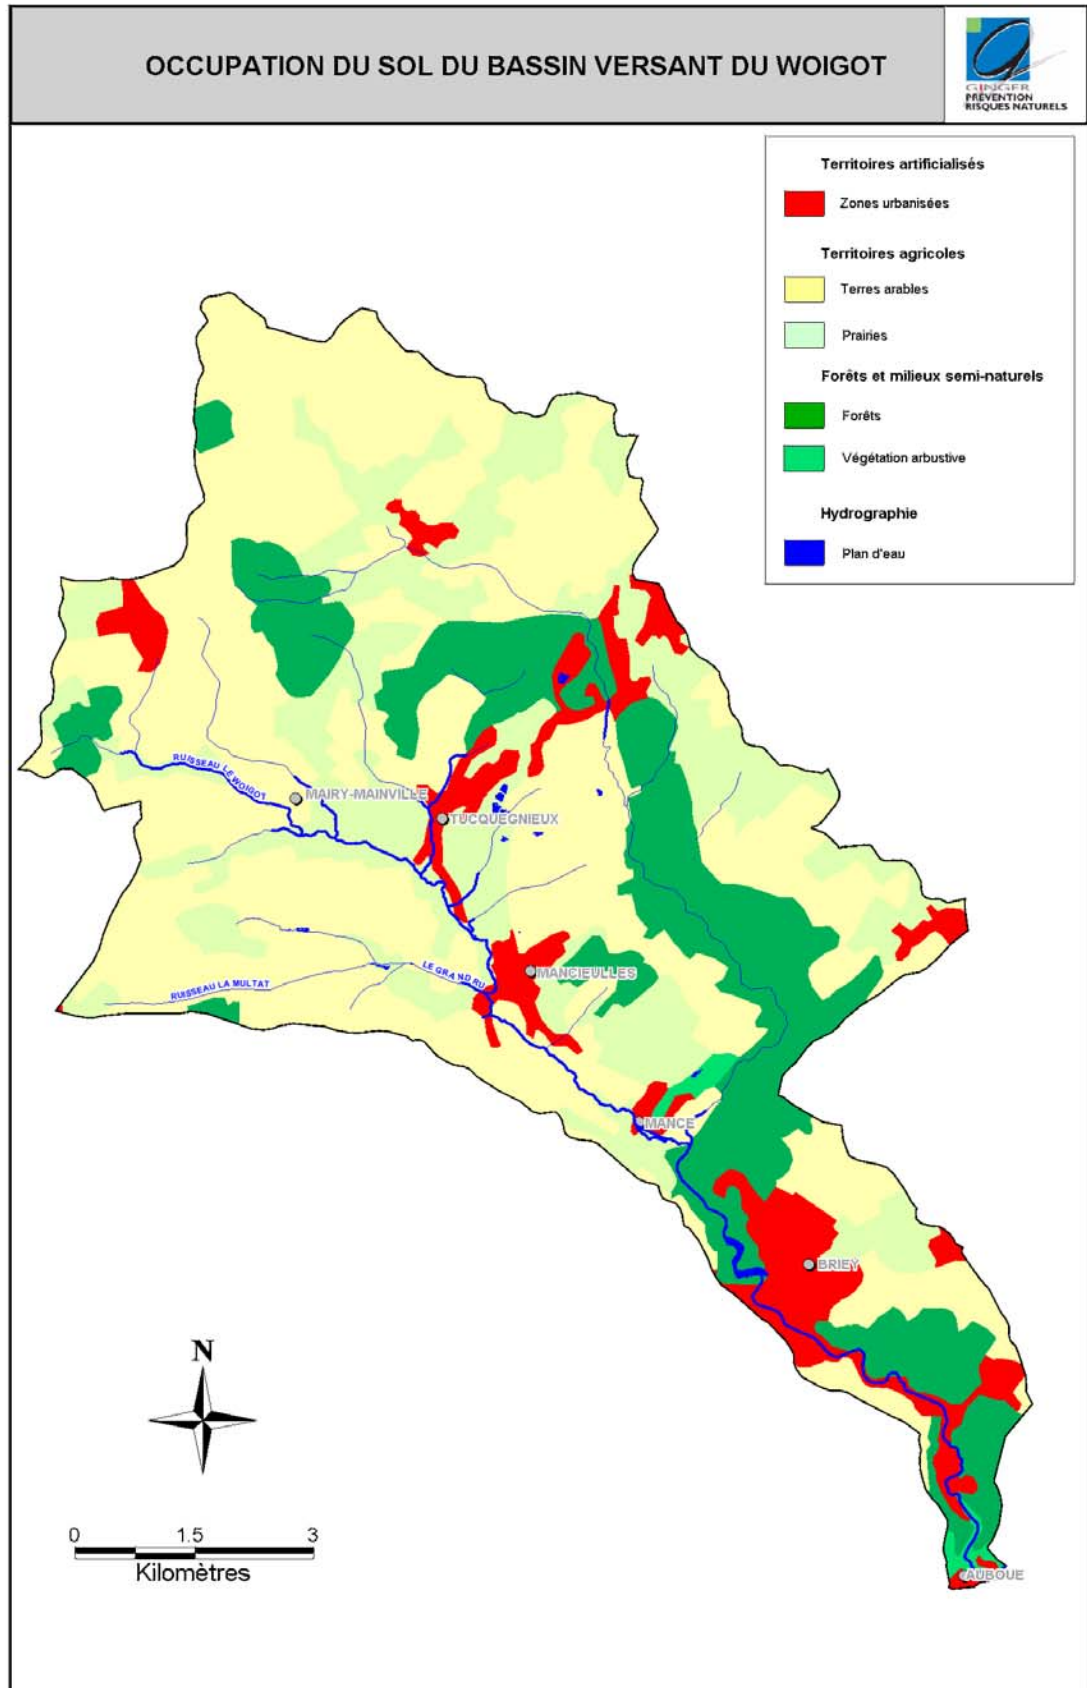 OCCUPATION DU SOL DU BASSIN VERSANT DU WOIGOT
GINGER
PRÉVENTION
RISQUES NATURELS
Territoires artificialisés
Zones urbanisées
Territoires agricoles
Terres arables
Prairies
Forêts et milieux semi-naturels
Forêts
Végétation arbustive
Hydrographie
Plan d'eau
RUISSEAU LE WOIGOT
MAIRY-MAINVILLE
TUCQUEGNIEUX
LE GRAND RU
MANCIEULLES
RUISSEAU LA MULTAT
MANCE
BRIEY
N
0 1.5 3
Kilomètres
AUBOUE